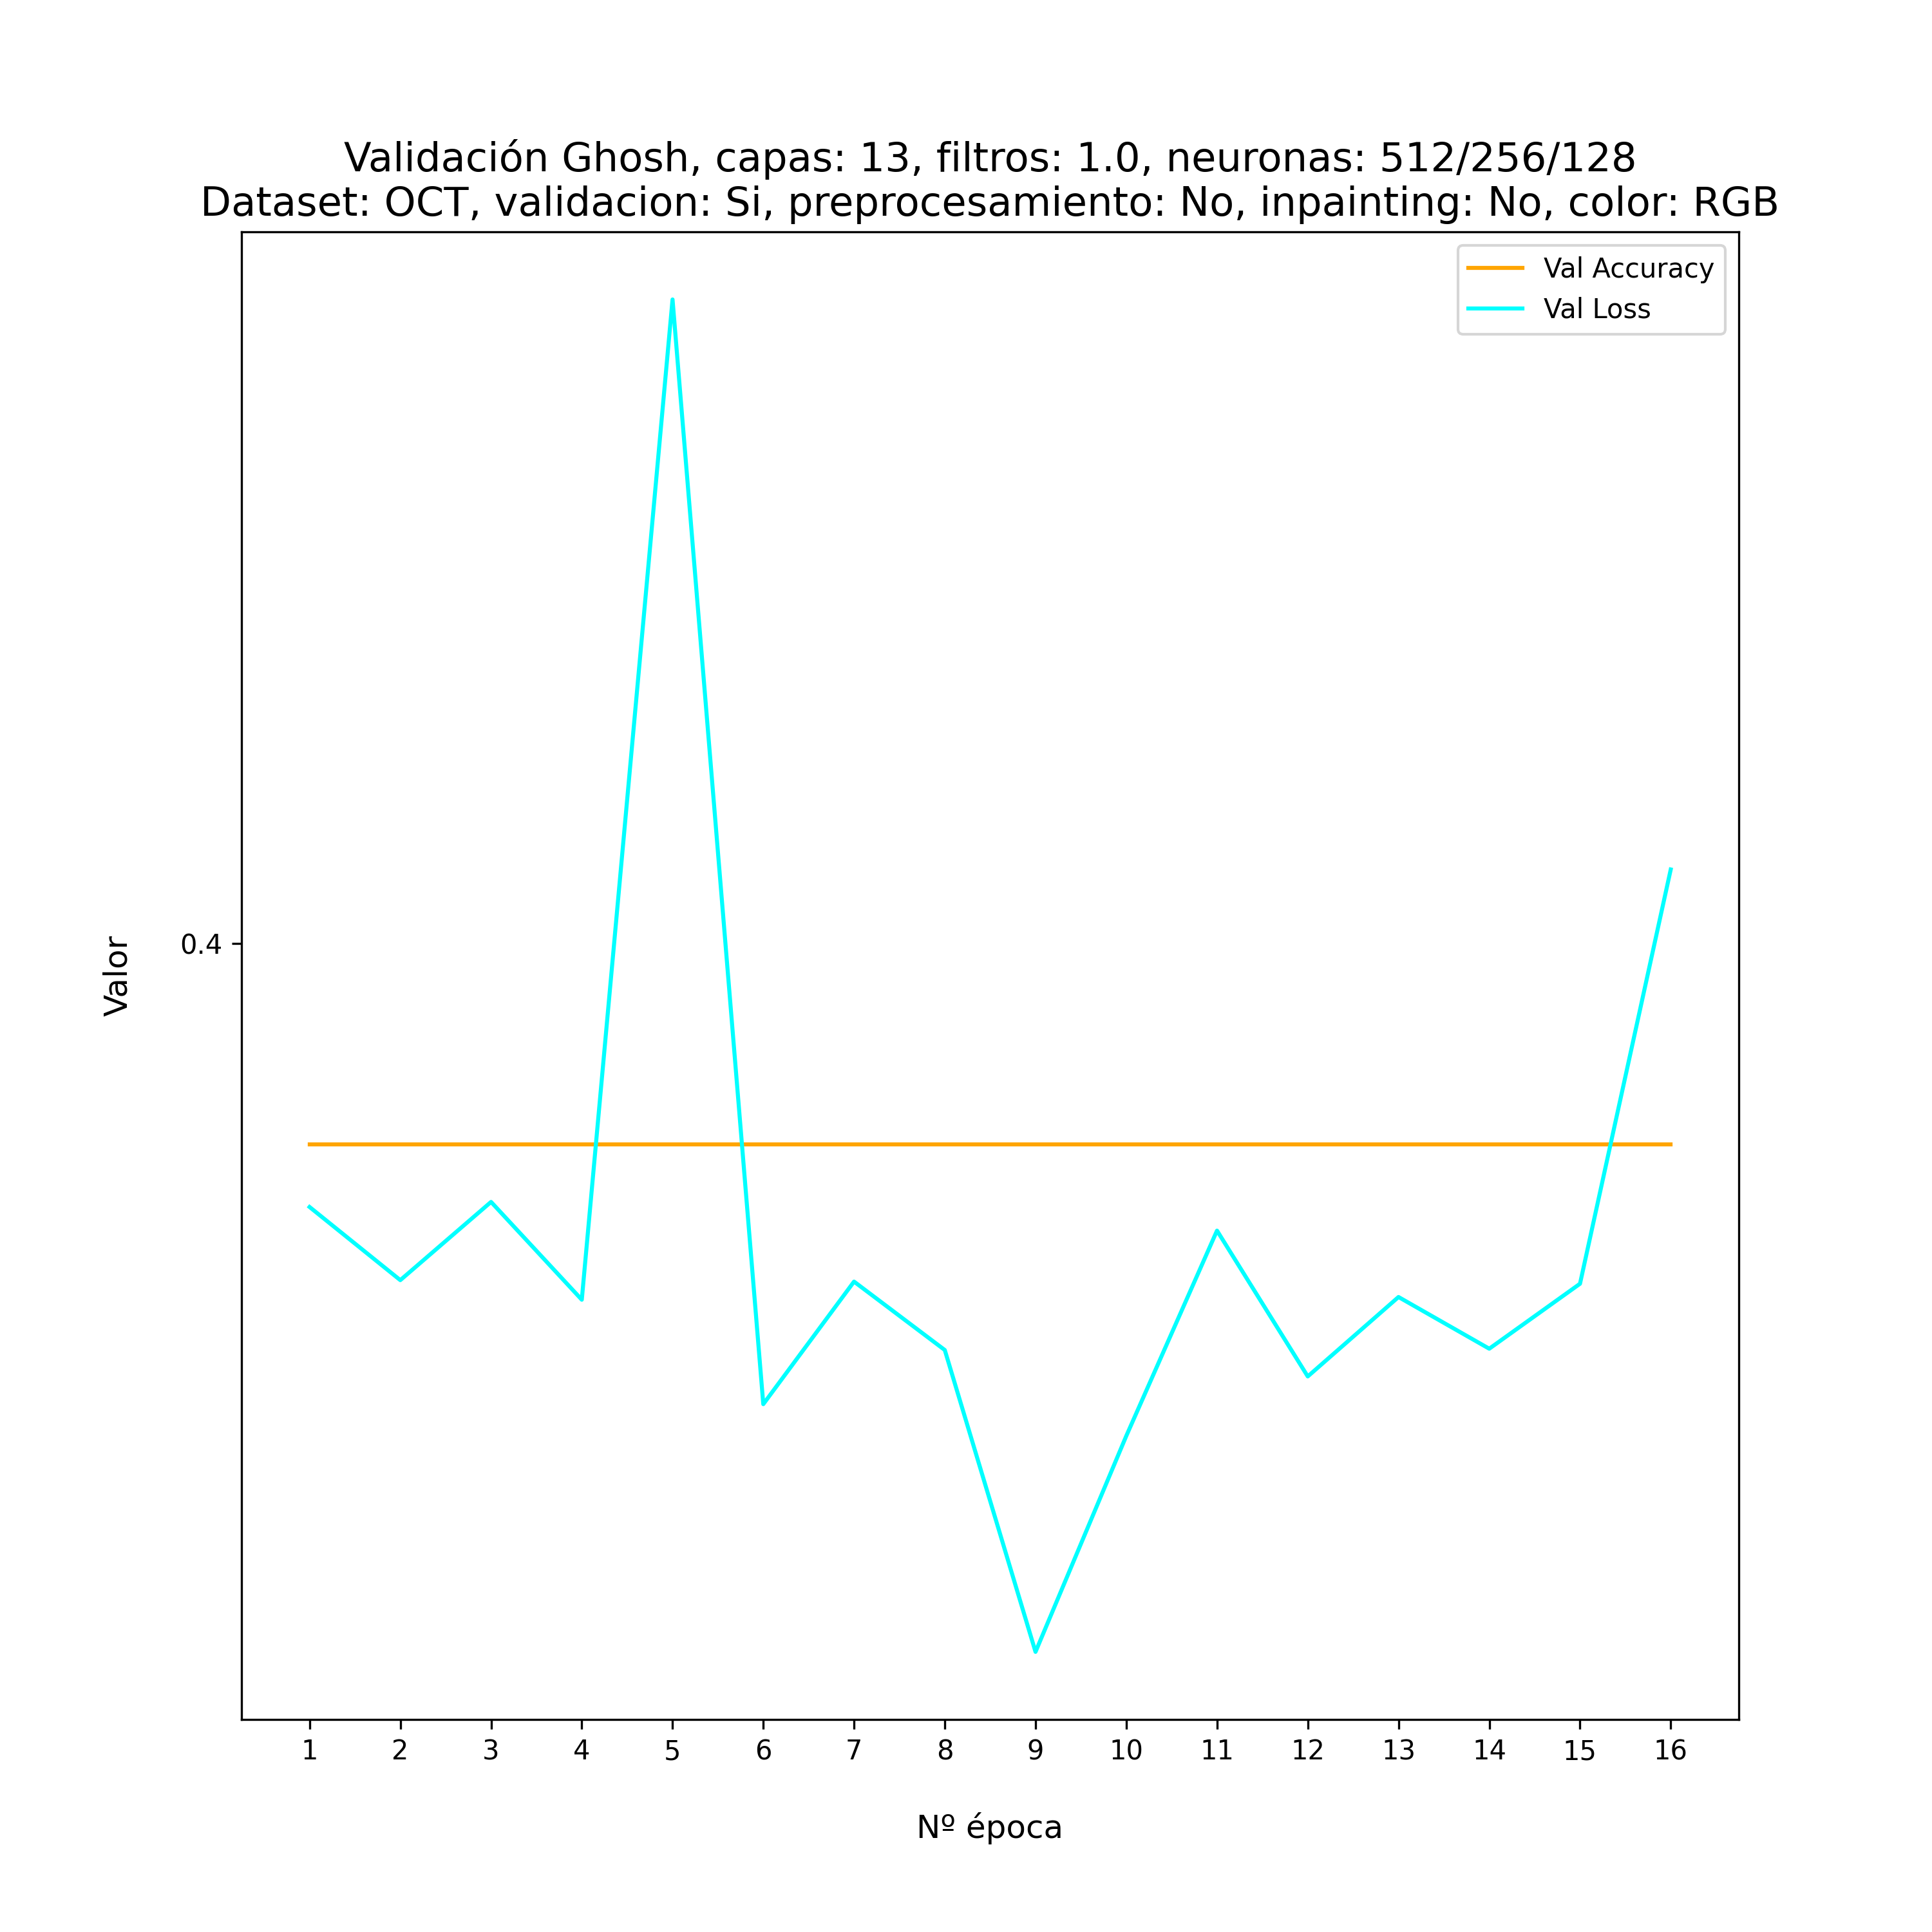 Validación Ghosh, capas: 13, filtros: 1.0, neuronas: 512/256/128
Dataset: OCT, validacion: Si, preprocesamiento: No, inpainting: No, color: RGB
Val Accuracy
Val Loss
Valor
0.4
1 2 3 4 5 6 7 8 9 10 11 12 13 14 15 16
Nº época